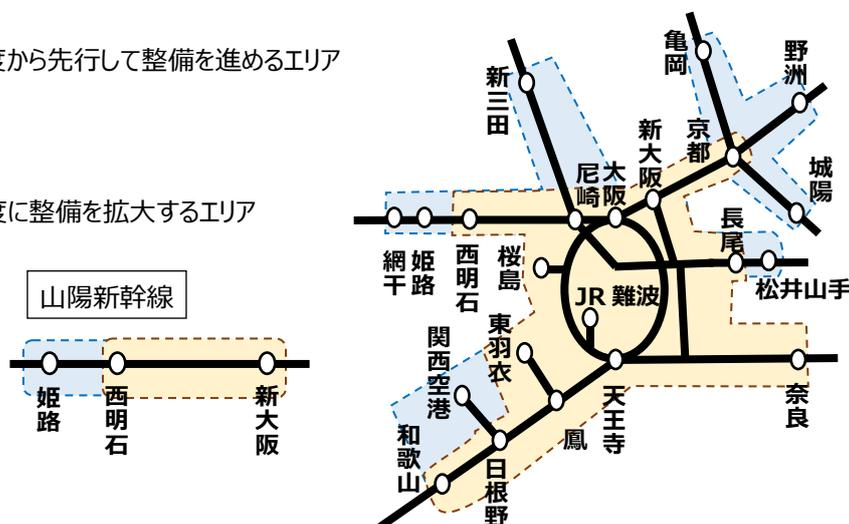 度から先行して整備を進めるエリア
度に整備を拡大するエリア
山陽新幹線
姫路
西明石
新大阪
亀岡
野洲
新三田
新大阪
京都
尼崎
大阪
城陽
長尾
網干
姫路
西明石
桜島
松井山手
JR 難波
関西空港
東羽衣
和歌山
日根野
鳳
天王寺
奈良